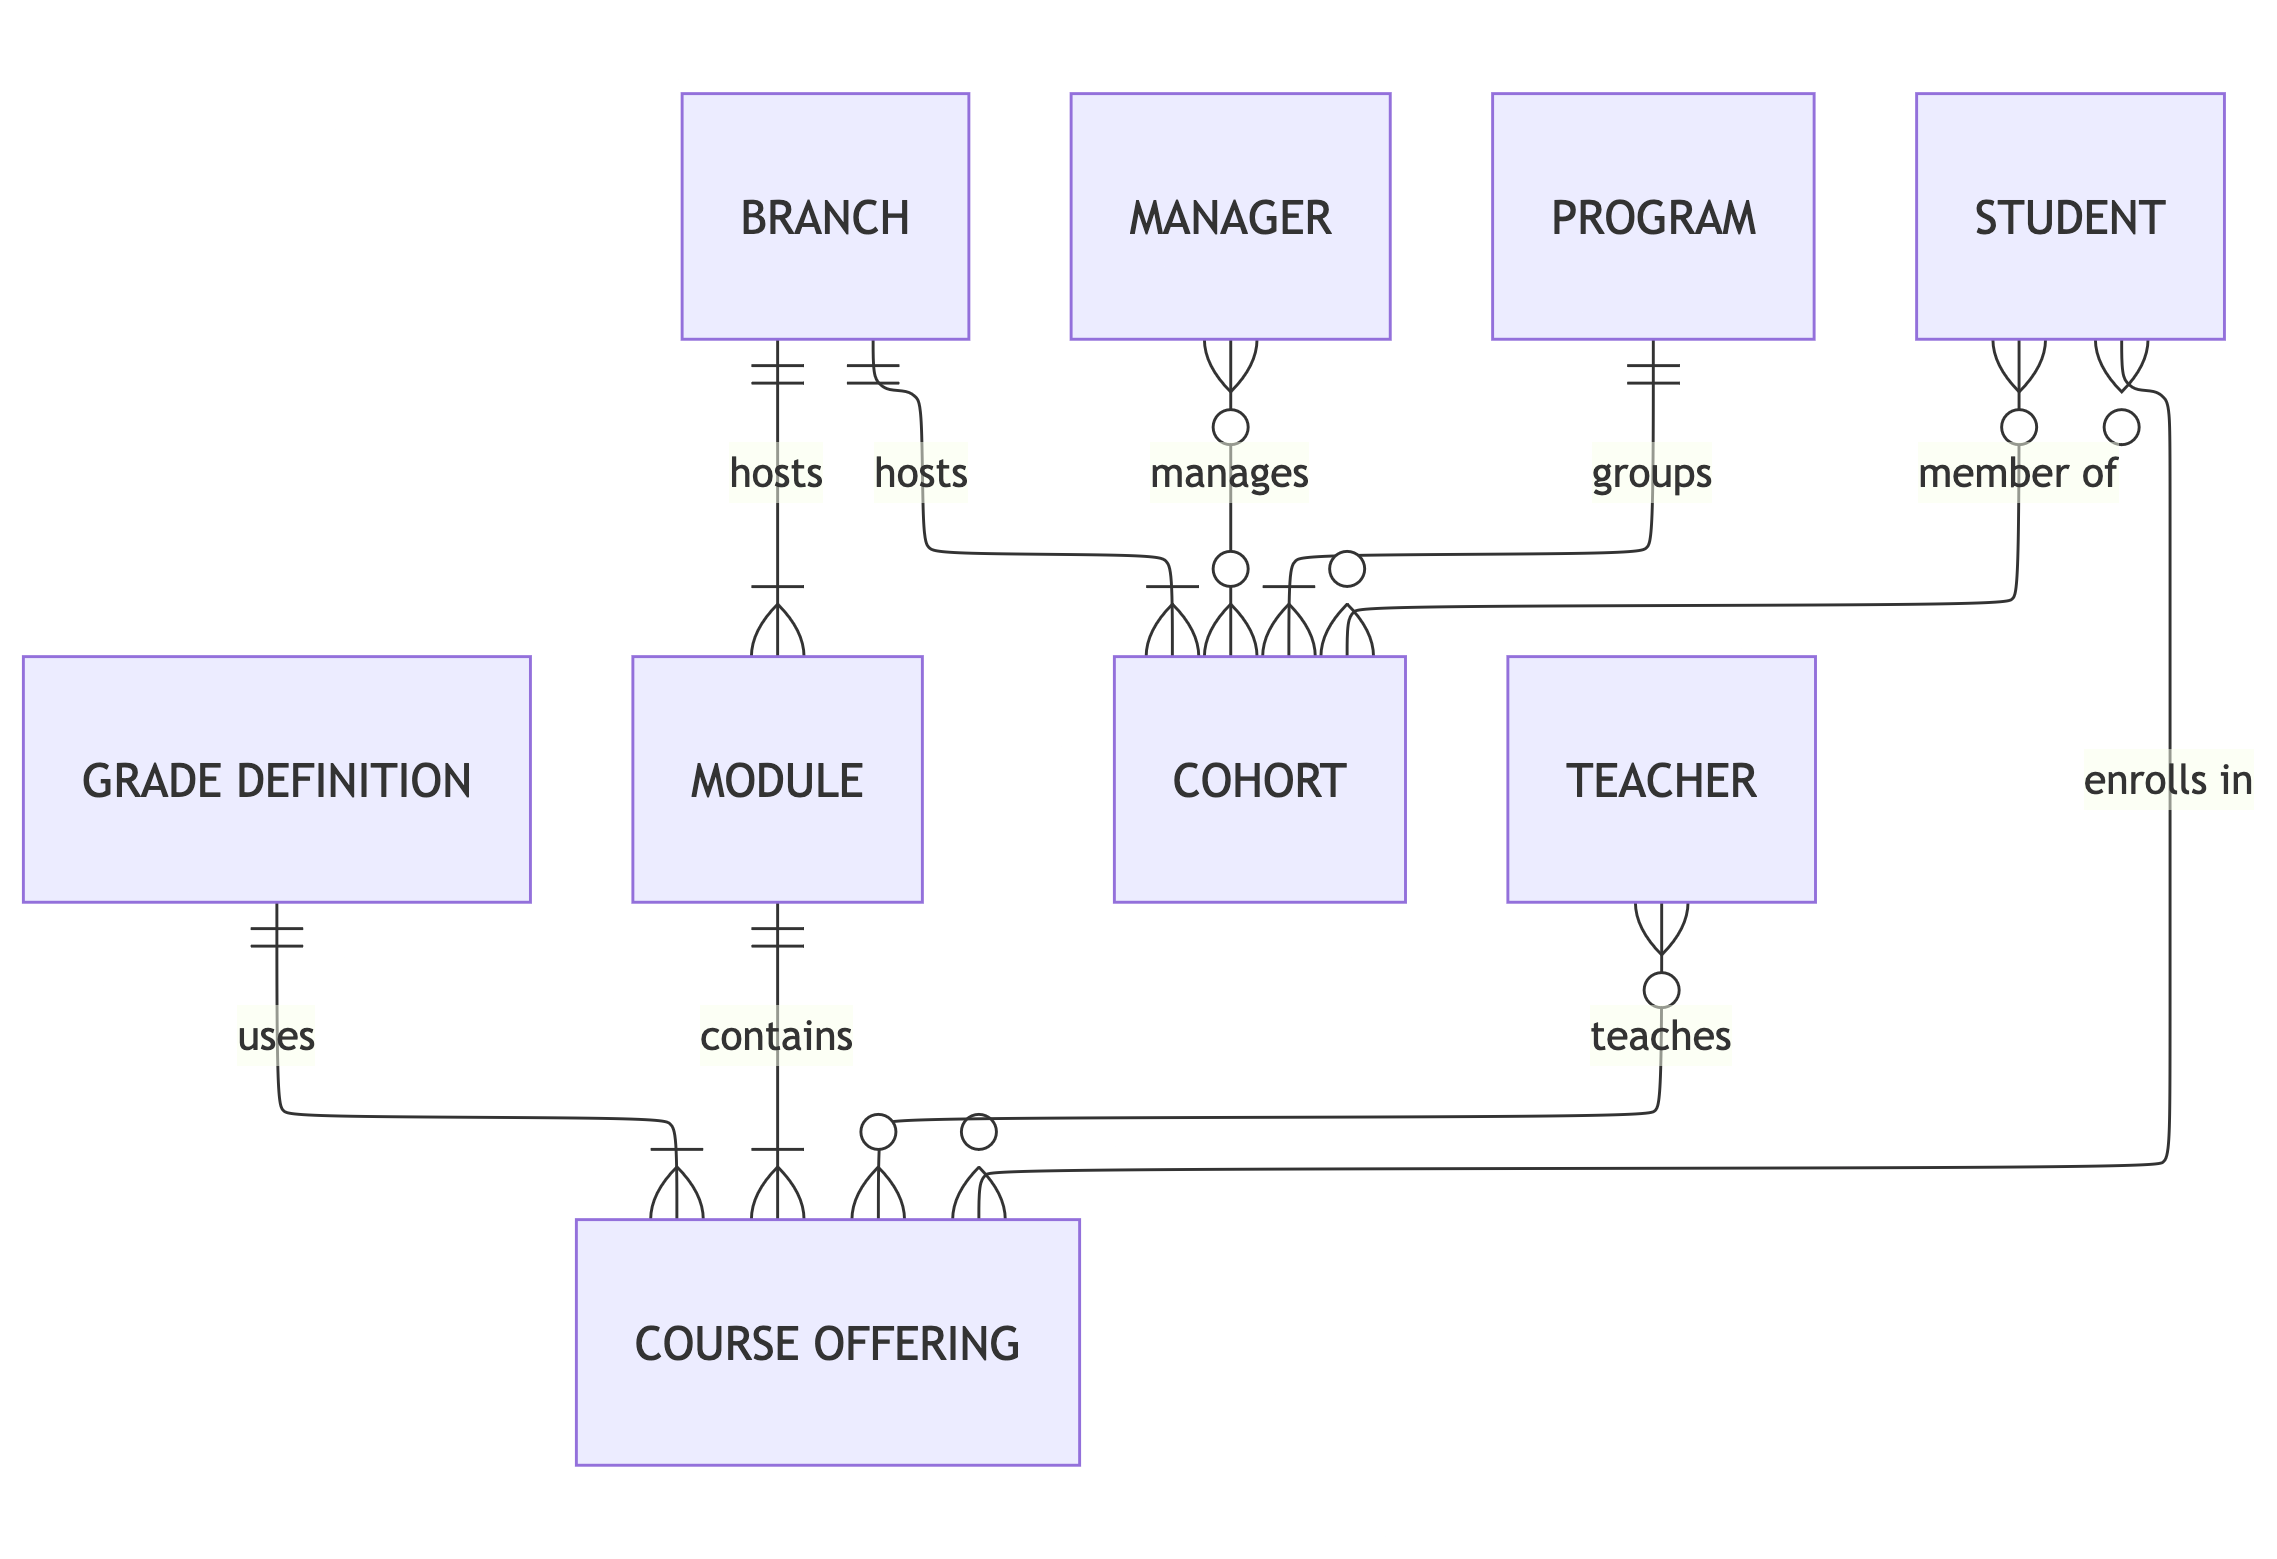 BRANCH
MANAGER
PROGRAM
STUDENT
hosts
hosts
manages
groups
member of
GRADE DEFINITION
MODULE
COHORT
TEACHER
enrolls in
uses
contains
teaches
COURSE OFFERING